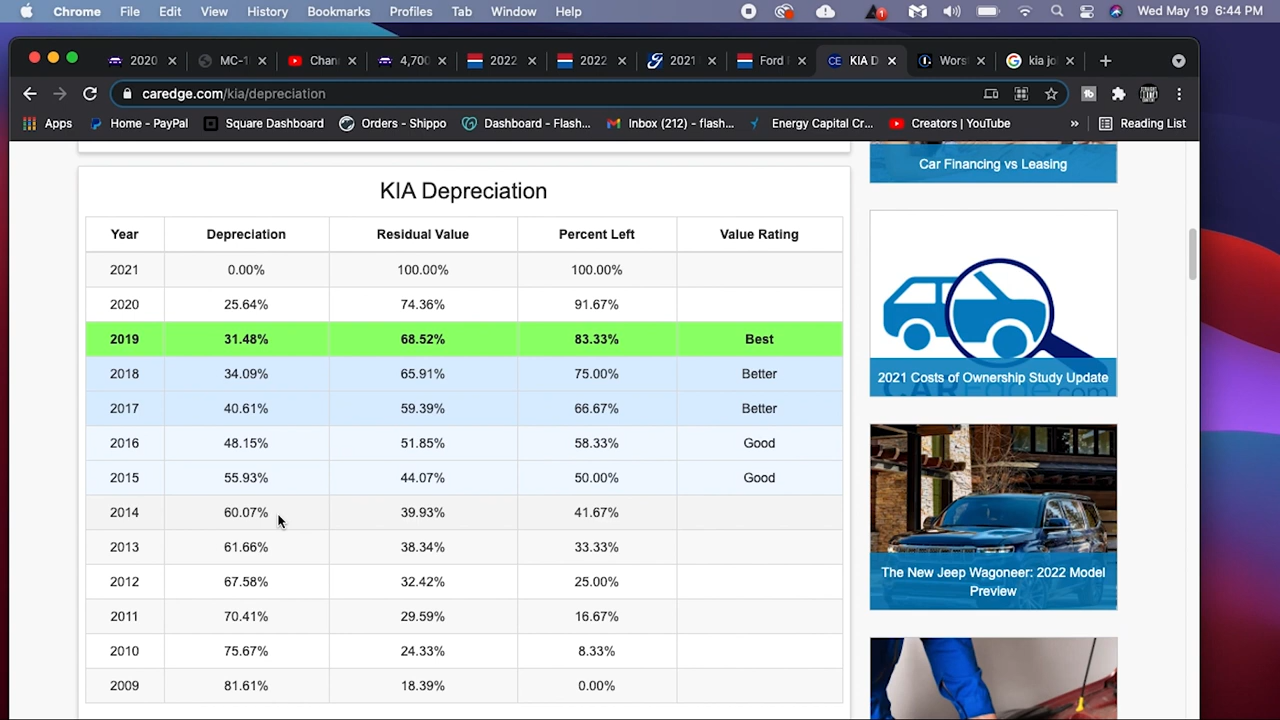 Chrome File Edit View History Bookmarks Profiles Tab Window Help 1 Wed May 19 6:44 PM
2020 MC-1 Chan 4,700 2022 2022 2021 Ford I KIA D Wors kia jo
caredge.com/kia/depreciation
Apps Home - PayPal Square Dashboard Orders - Shippo Dashboard - Flash... Inbox (212) - flash... Energy Capital Cr... Creators | YouTube » Reading List
Car Financing vs Leasing
KIA Depreciation
Year Depreciation Residual Value Percent Left Value Rating
2021 0.00% 100.00% 100.00%
2020 25.64% 74.36% 91.67%
2019 31.48% 68.52% 83.33% Best
2018 34.09% 65.91% 75.00% Better
2017 40.61% 59.39% 66.67% Better
2016 48.15% 51.85% 58.33% Good
2015 55.93% 44.07% 50.00% Good
2014 60.07% 39.93% 41.67%
2013 61.66% 38.34% 33.33%
2012 67.58% 32.42% 25.00%
2011 70.41% 29.59% 16.67%
2010 75.67% 24.33% 8.33%
2009 81.61% 18.39% 0.00%
2021 Costs of Ownership Study Update
The New Jeep Wagoneer: 2022 Model
Preview